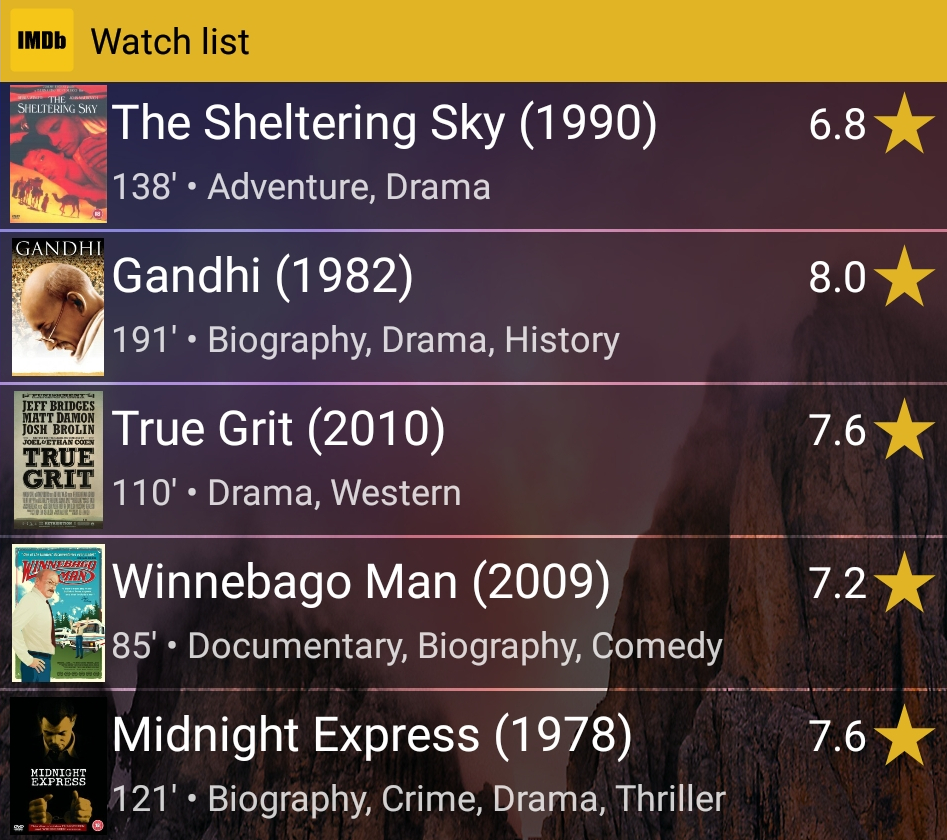 IMDb Watch list
THE
SHELTERING SKY
The Sheltering Sky (1990)
6.8
138' • Adventure, Drama
GANDHI
Gandhi (1982)
8.0
191' • Biography, Drama, History
JEFF BRIDGES
MATT DAMON
JOSH BROLIN
JOEL & ETHAN COEN
TRUE
GRIT
RETRIBUTION
True Grit (2010)
7.6
110' • Drama, Western
WINNEBAGO
MAN
Winnebago Man (2009)
7.2
85' • Documentary, Biography, Comedy
MIDNIGHT
EXPRESS
Midnight Express (1978)
7.6
121' • Biography, Crime, Drama, Thriller